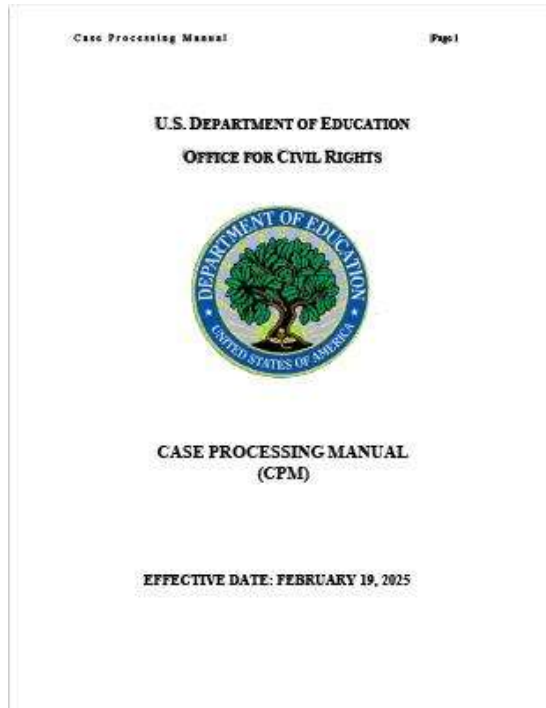 Case Processing Manual Page 1
U.S. DEPARTMENT OF EDUCATION
OFFICE FOR CIVIL RIGHTS
DEPARTMENT OF EDUCATION
UNITED STATES OF AMERICA
CASE PROCESSING MANUAL
(CPM)
EFFECTIVE DATE: FEBRUARY 19, 2025